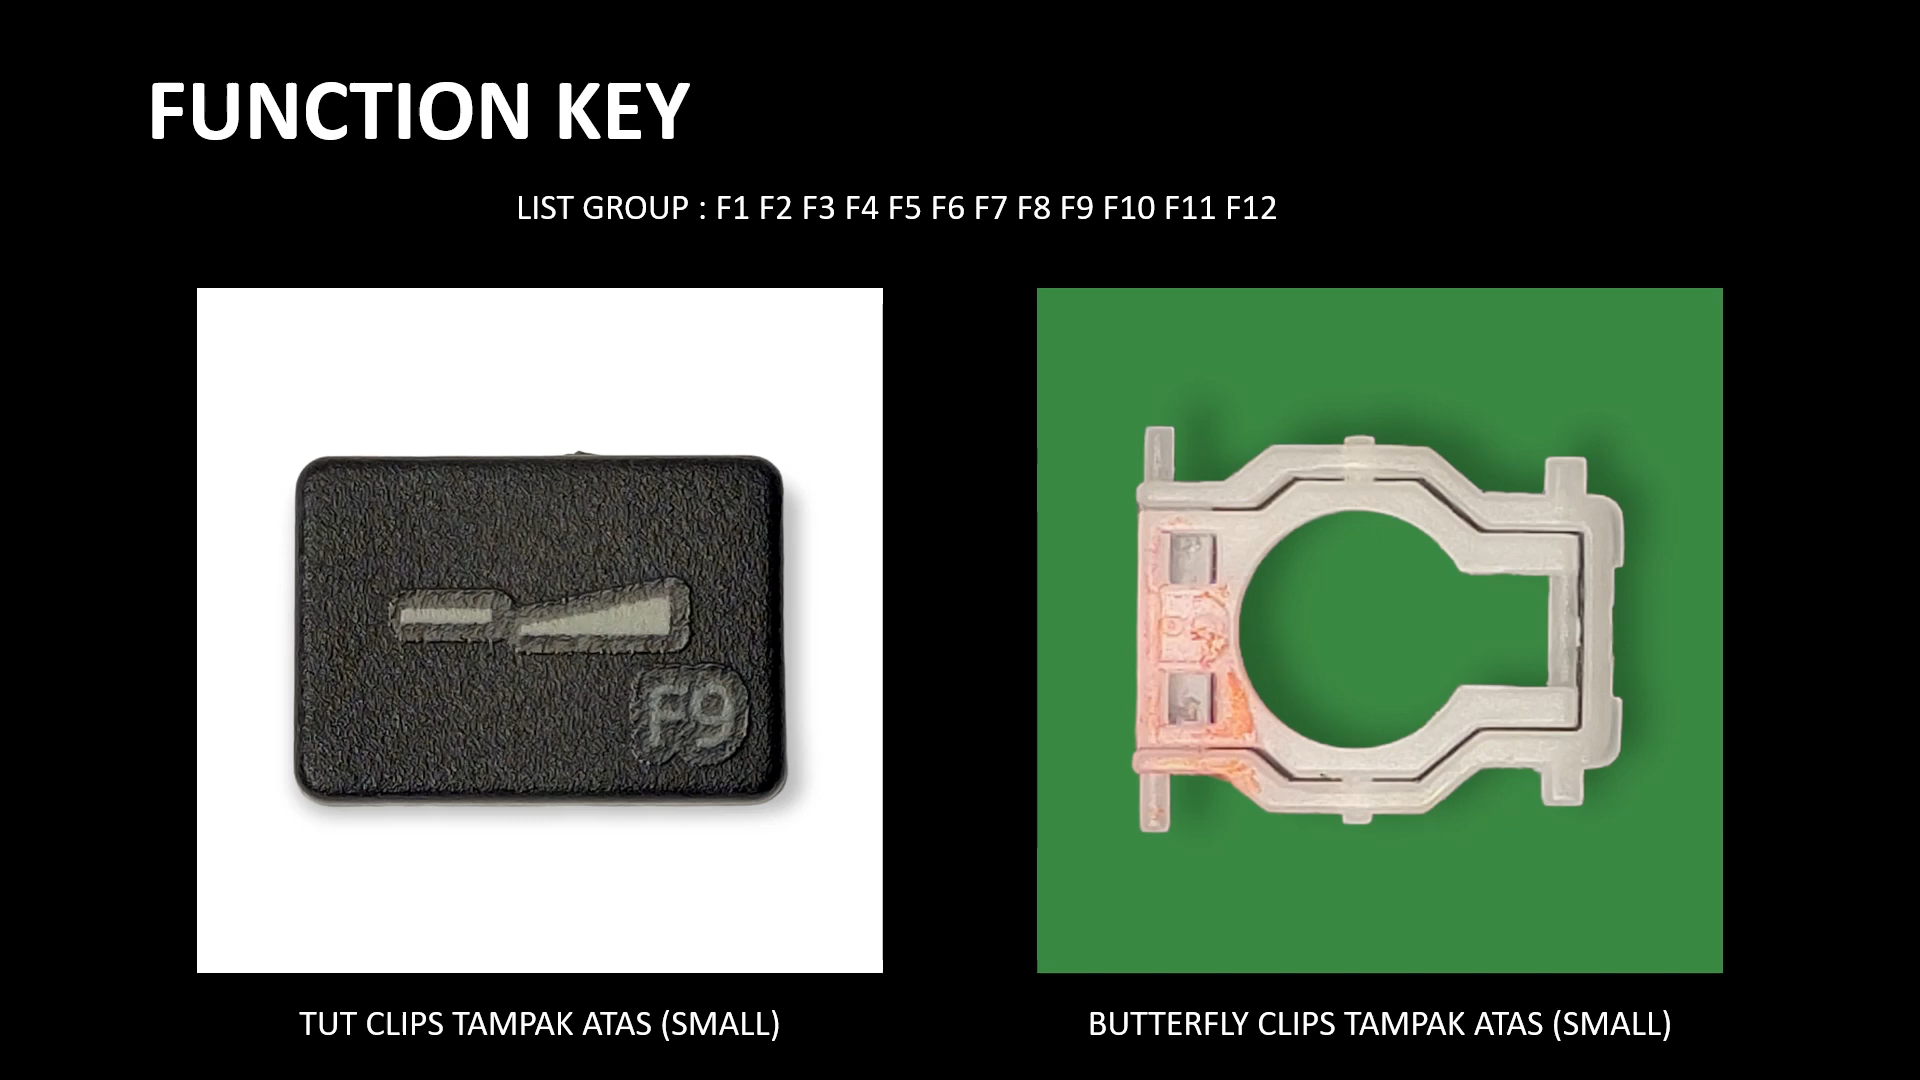 FUNCTION KEY
LIST GROUP : F1 F2 F3 F4 F5 F6 F7 F8 F9 F10 F11 F12
F9
TUT CLIPS TAMPAK ATAS (SMALL)
BUTTERFLY CLIPS TAMPAK ATAS (SMALL)